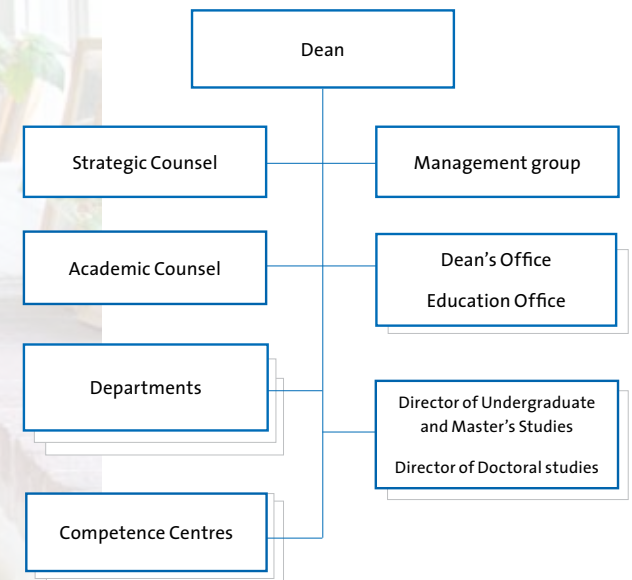 Dean
Strategic Counsel
Management group
Academic Counsel
Dean’s Office
Education Office
Departments
Director of Undergraduate
and Master’s Studies
Director of Doctoral studies
Competence Centres